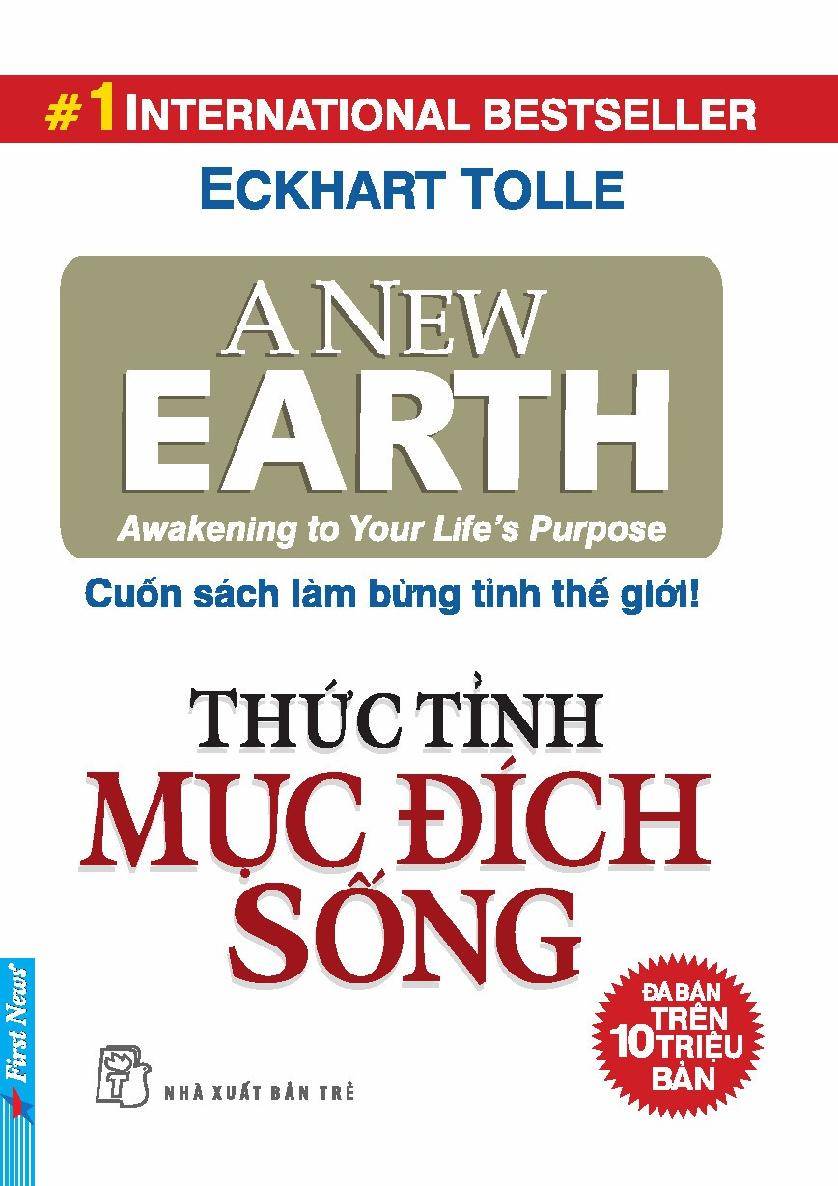 #1 INTERNATIONAL BESTSELLER
ECKHART TOLLE
A NEW
EARTH
Awakening to Your Life's Purpose
Cuốn sách làm bừng tỉnh thế giới!
THỨC TỈNH
MỤC ĐÍCH
SỐNG
ĐÃ BÁN
TRÊN
10 TRIỆU
BẢN
First News
T
NHÀ XUẤT BẢN TRẺ